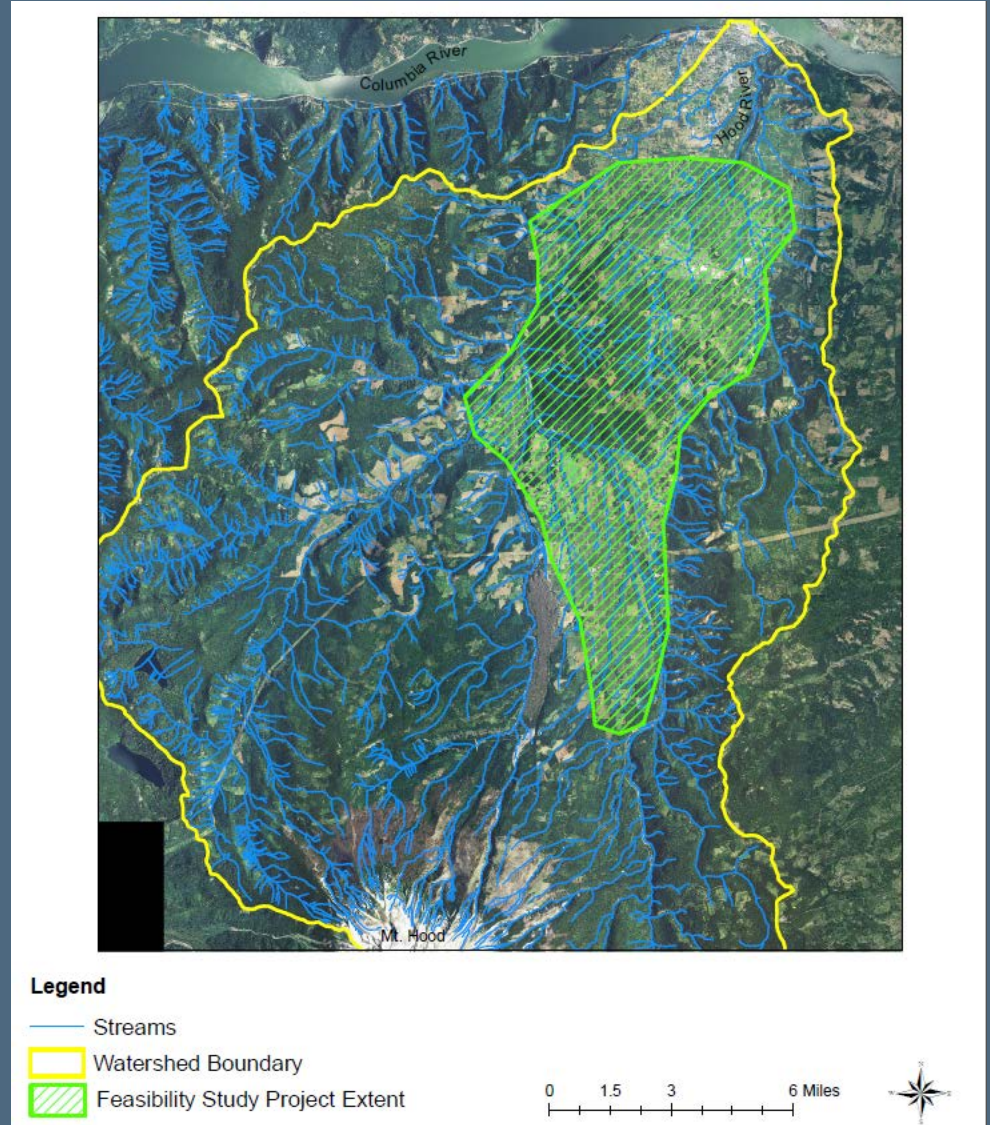 Columbia River
Hood River
Mt. Hood
Legend
Streams
Watershed Boundary
Feasibility Study Project Extent
0 1.5 3 6 Miles